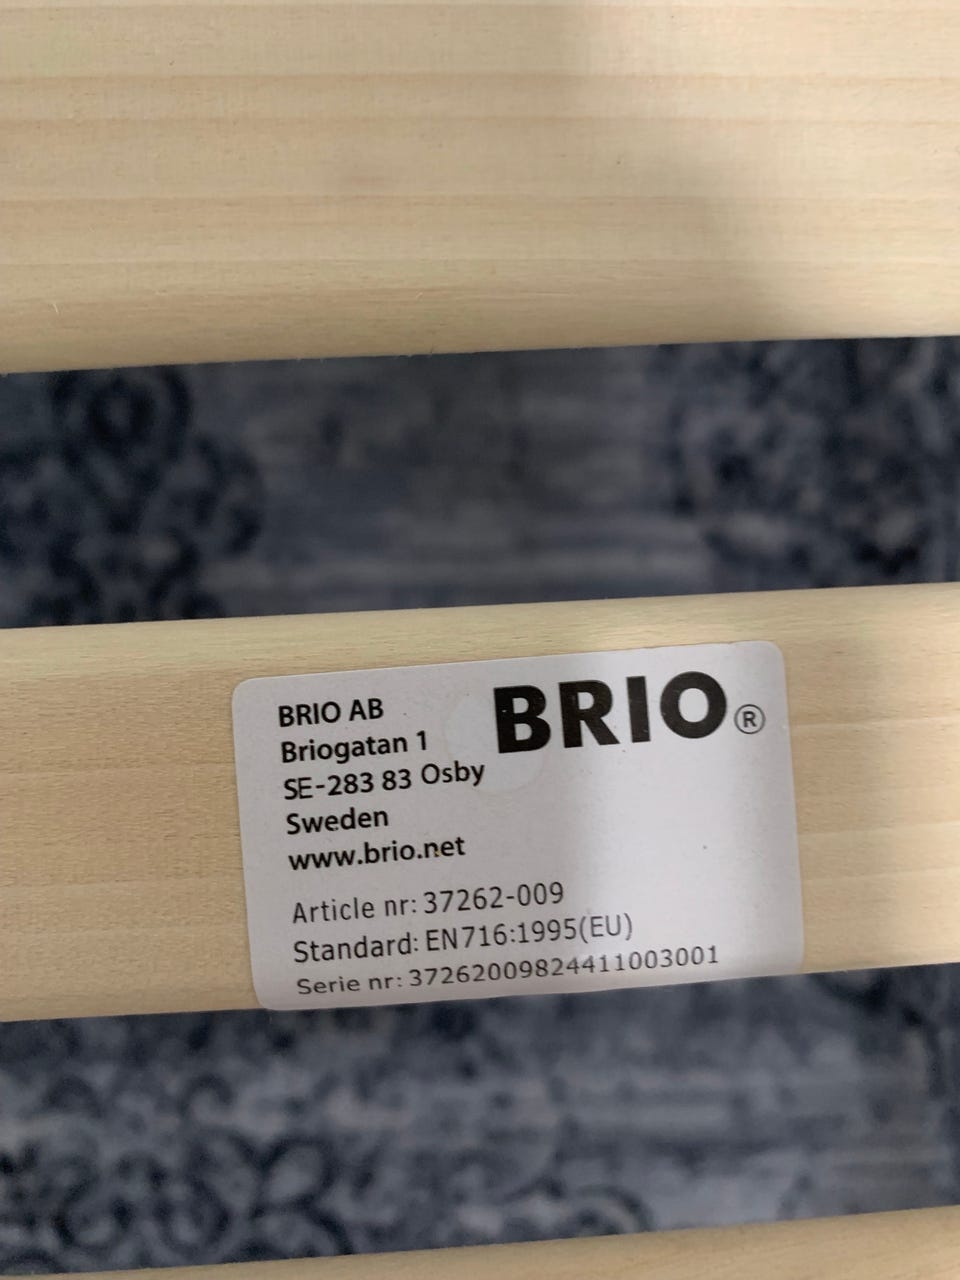 BRIO®
BRIO AB
Briogatan 1
SE-283 83 Osby
Sweden
www.brio.net
Article nr: 37262-009
Standard: EN716:1995(EU)
Serie nr: 37262009824411003001